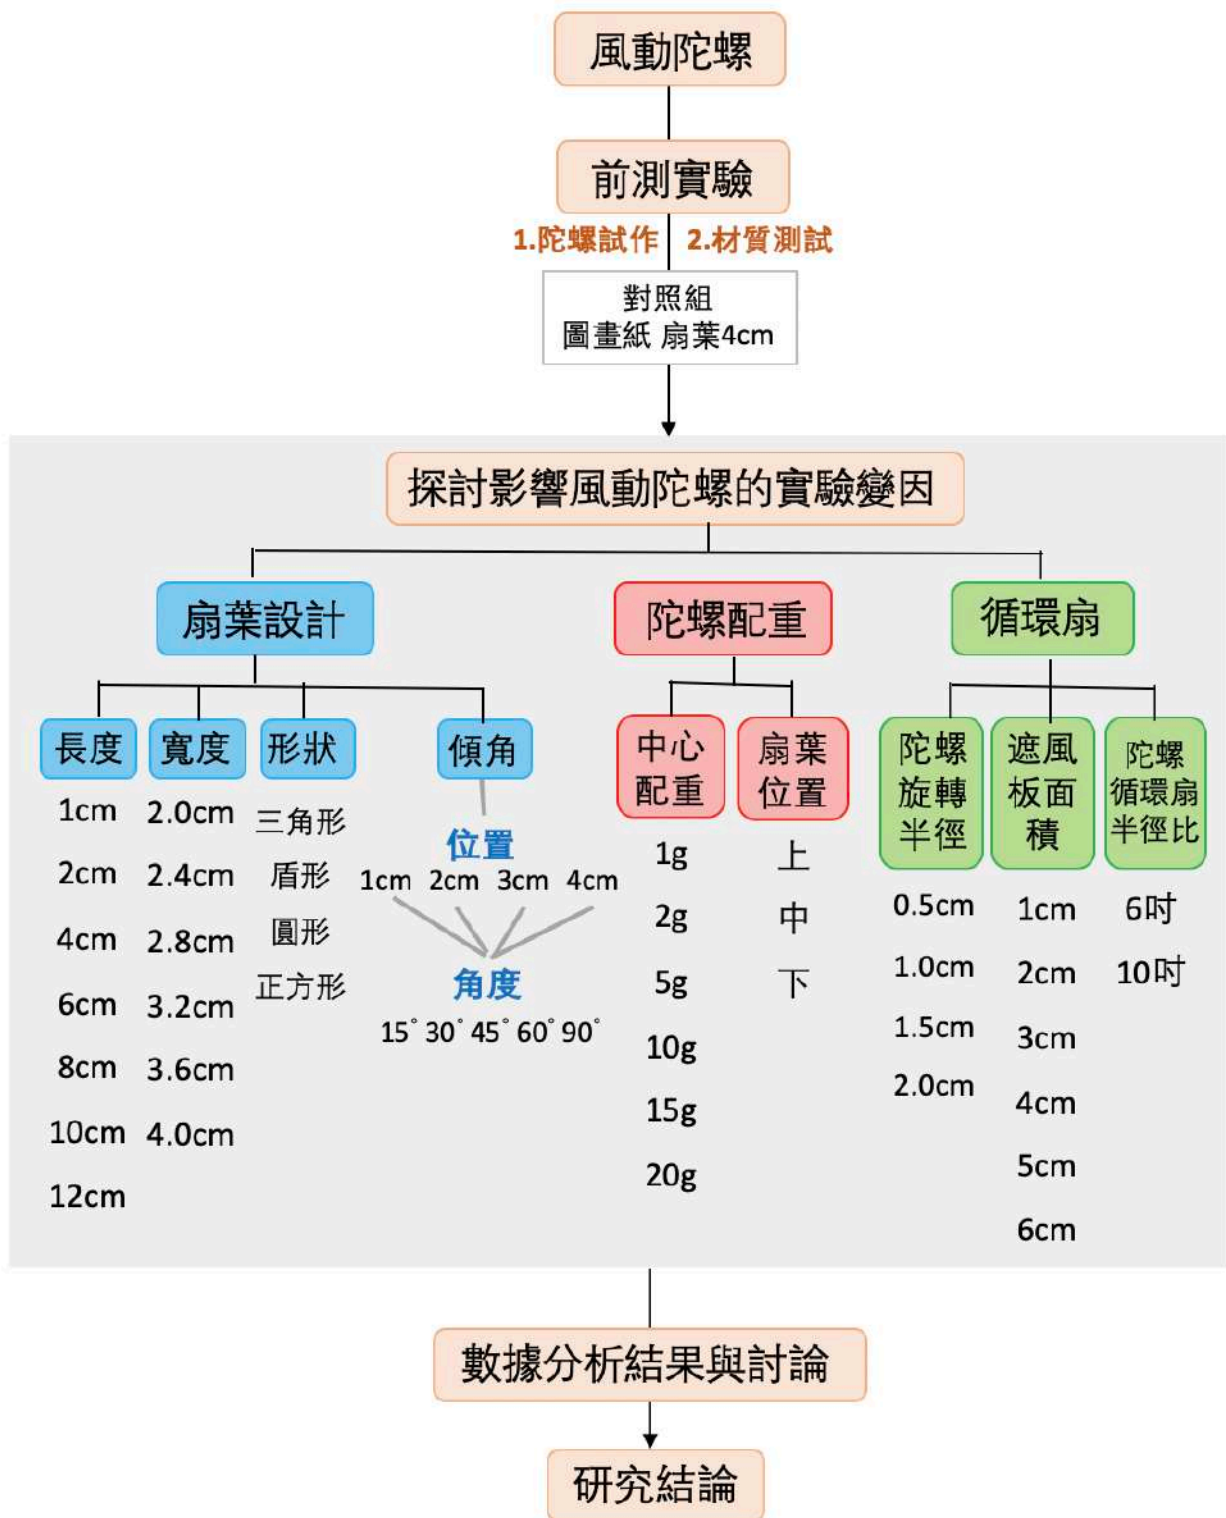 風動陀螺
前測實驗
1.陀螺試作 2.材質測試
對照組
圖畫紙 扇葉4cm
探討影響風動陀螺的實驗變因
扇葉設計
長度
1cm
2cm
4cm
6cm
8cm
10cm
12cm
寬度
2.0cm
2.4cm
2.8cm
3.2cm
3.6cm
4.0cm
形狀
三角形
盾形
圓形
正方形
傾角
位置
1cm 2cm 3cm 4cm
角度
15° 30° 45° 60° 90°
陀螺配重
中心
配重
1g
2g
5g
10g
15g
20g
扇葉
位置
上
中
下
循環扇
陀螺
旋轉
半徑
0.5cm
1.0cm
1.5cm
2.0cm
遮風
板面
積
1cm
2cm
3cm
4cm
5cm
6cm
陀螺
循環扇
半徑比
6吋
10吋
數據分析結果與討論
研究結論